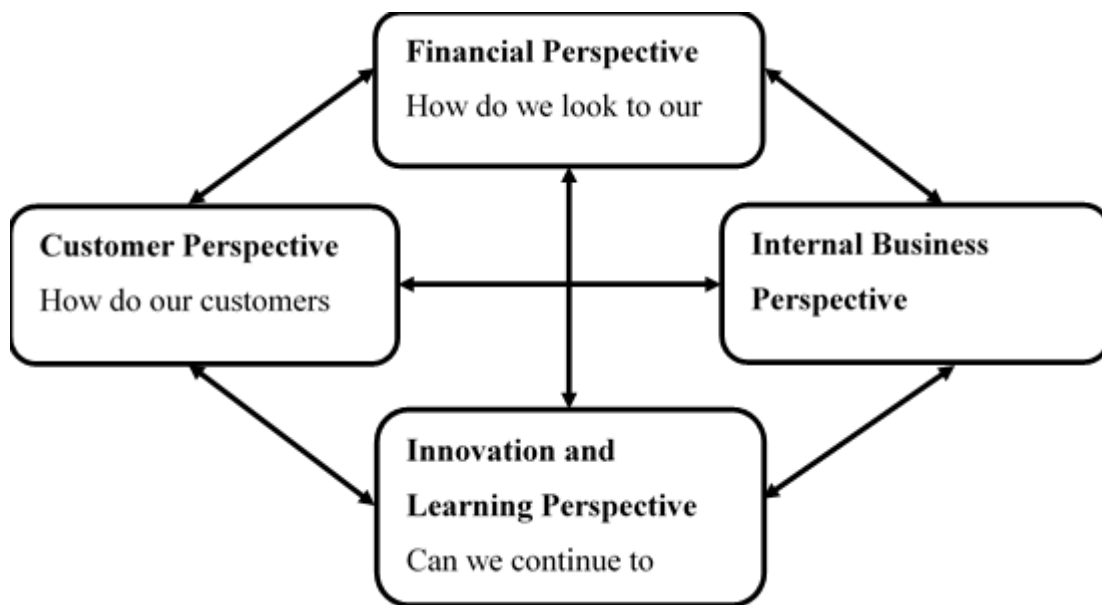 Financial Perspective
How do we look to our
Customer Perspective
How do our customers
Internal Business
Perspective
Innovation and
Learning Perspective
Can we continue to